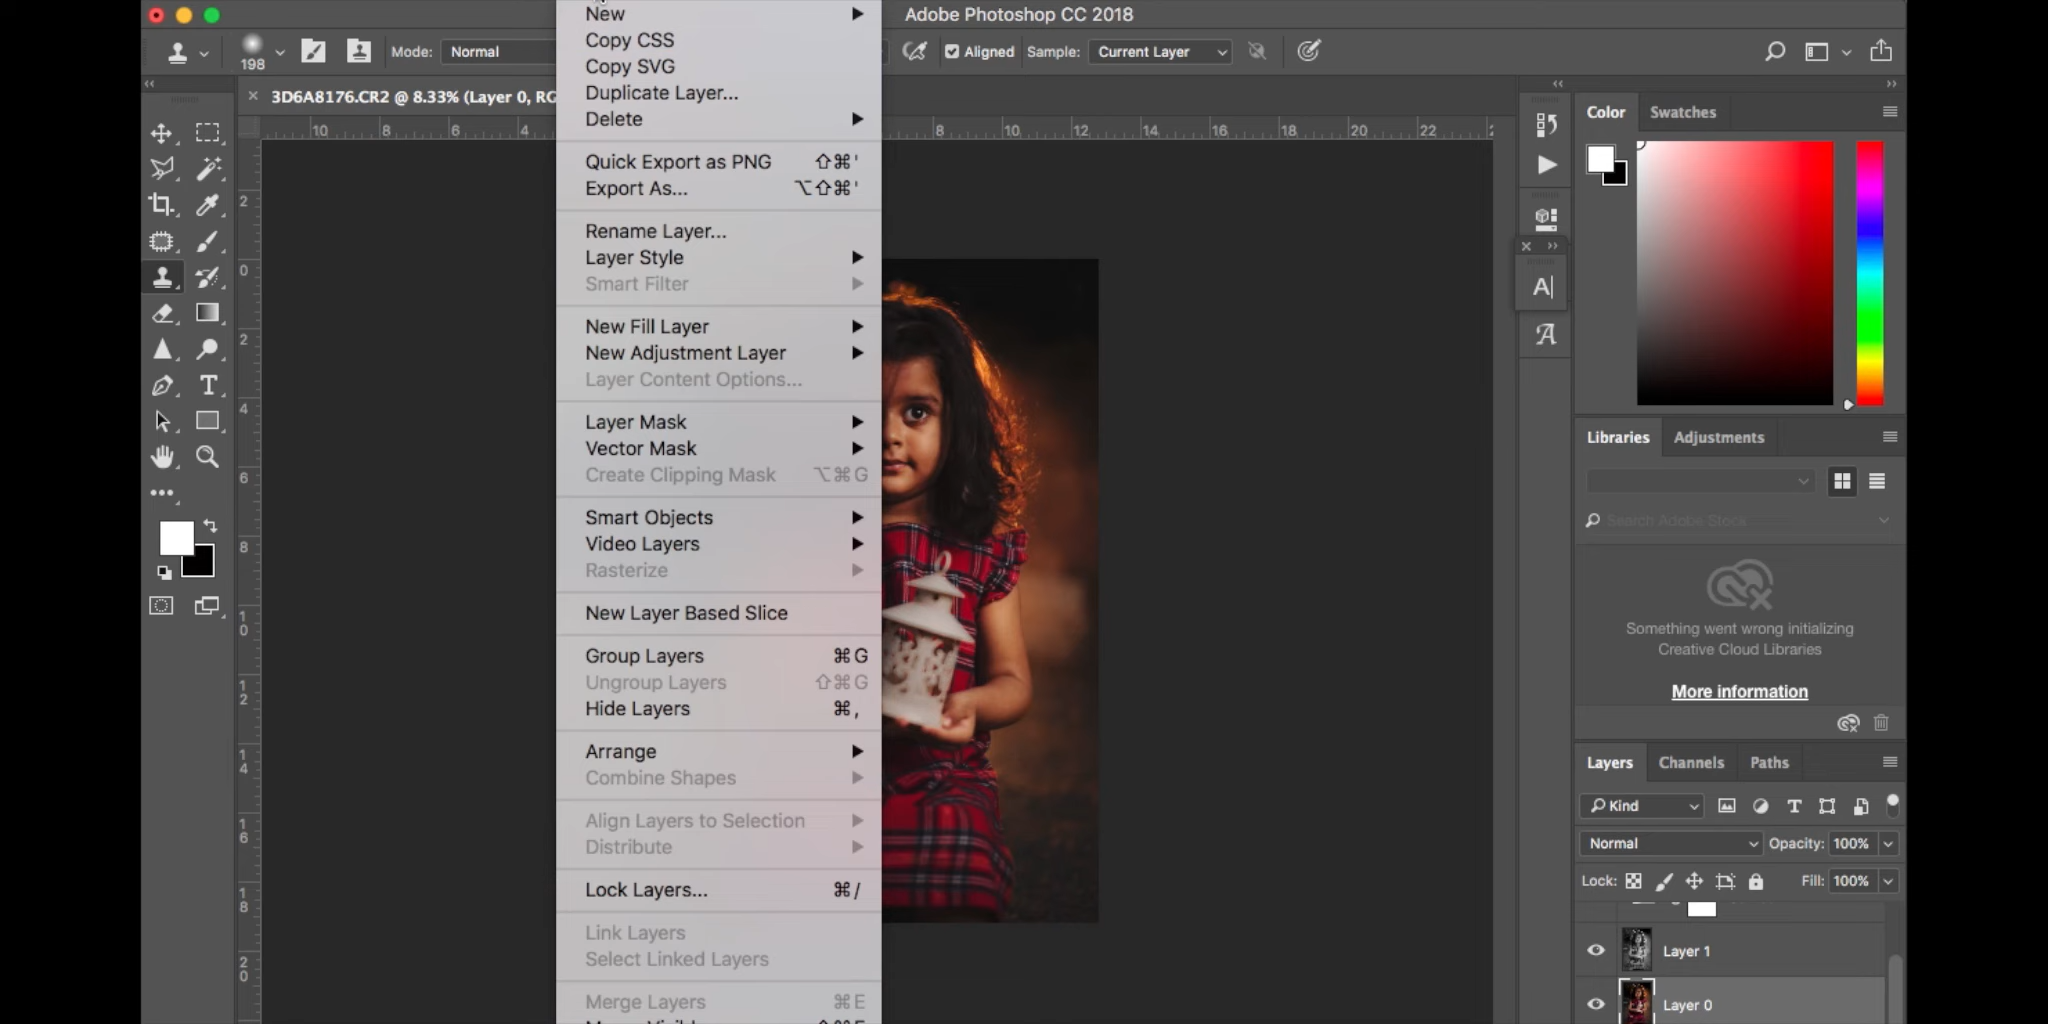 New
Adobe Photoshop CC 2018
Copy CSS
Copy SVG
Duplicate Layer...
Delete
198
Mode: Normal
Aligned Sample: Current Layer
3D6A8176.CR2 @ 8.33% (Layer 0, RG
10 8 6 4 8 10 12 14 16 18 20 22
2
0
2
4
6
8
10
12
14
16
18
20
Quick Export as PNG ⇧⌘'
Export As... ⌥⇧⌘'
Rename Layer...
Layer Style
Smart Filter
New Fill Layer
New Adjustment Layer
Layer Content Options...
Layer Mask
Vector Mask
Create Clipping Mask ⌥⌘G
Smart Objects
Video Layers
Rasterize
New Layer Based Slice
Group Layers ⌘G
Ungroup Layers ⇧⌘G
Hide Layers ⌘,
Arrange
Combine Shapes
Align Layers to Selection
Distribute
Lock Layers... ⌘/
Link Layers
Select Linked Layers
Merge Layers ⌘E
Color Swatches
Libraries Adjustments
Search Adobe Stock
Something went wrong initializing
Creative Cloud Libraries
More information
Layers Channels Paths
Kind
Normal Opacity: 100%
Lock: Fill: 100%
Layer 1
Layer 0